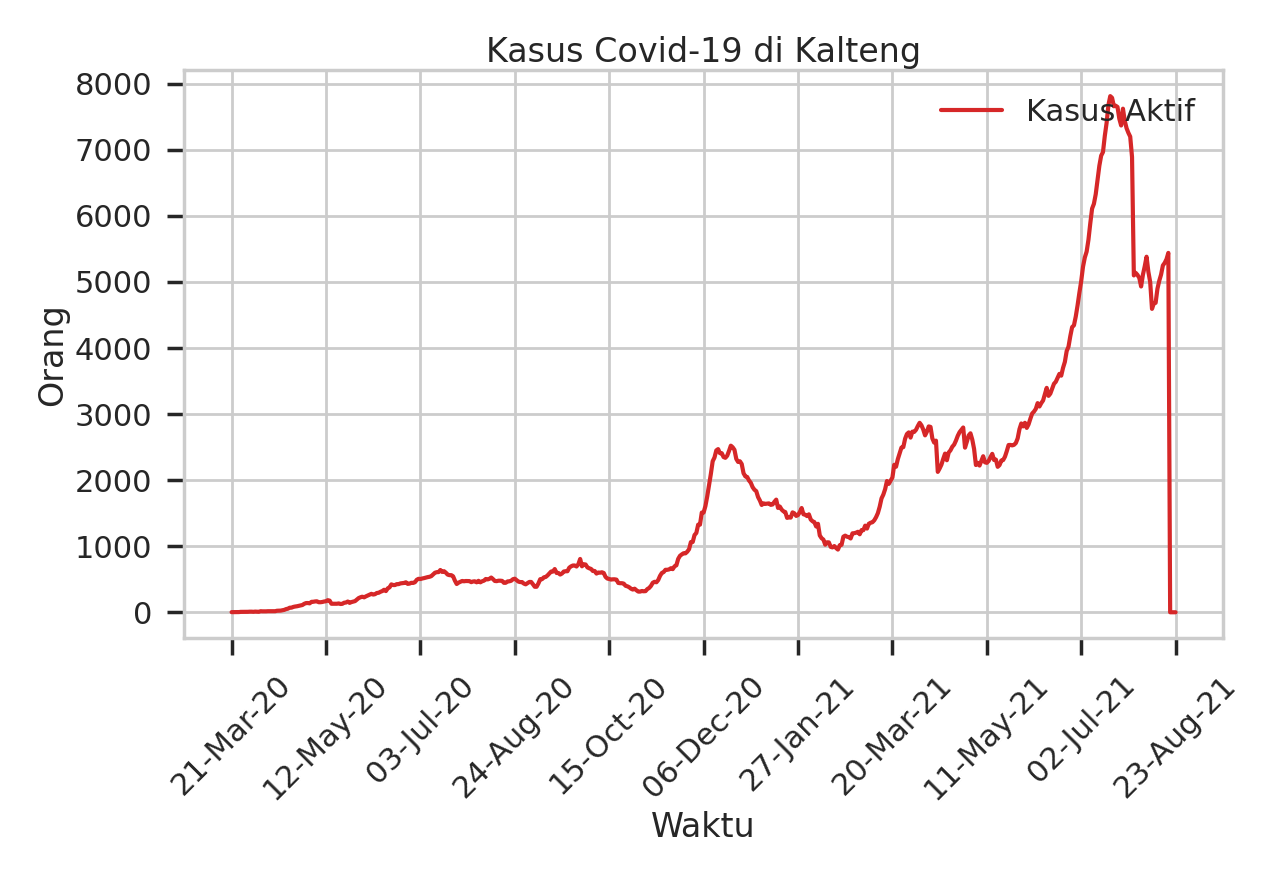 Kasus Covid-19 di Kalteng
Kasus Aktif
8000
7000
6000
5000
4000
3000
2000
1000
0
Orang
21-Mar-20
12-May-20
03-Jul-20
24-Aug-20
15-Oct-20
06-Dec-20
27-Jan-21
20-Mar-21
11-May-21
02-Jul-21
23-Aug-21
Waktu